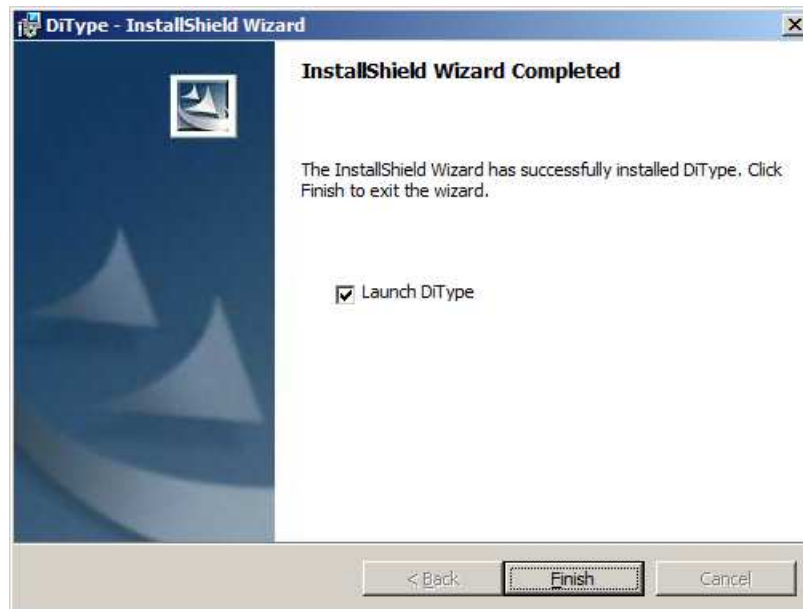 DiType - InstallShield Wizard
InstallShield Wizard Completed
The InstallShield Wizard has successfully installed DiType. Click
Finish to exit the wizard.
Launch DiType
< Back
Finish
Cancel